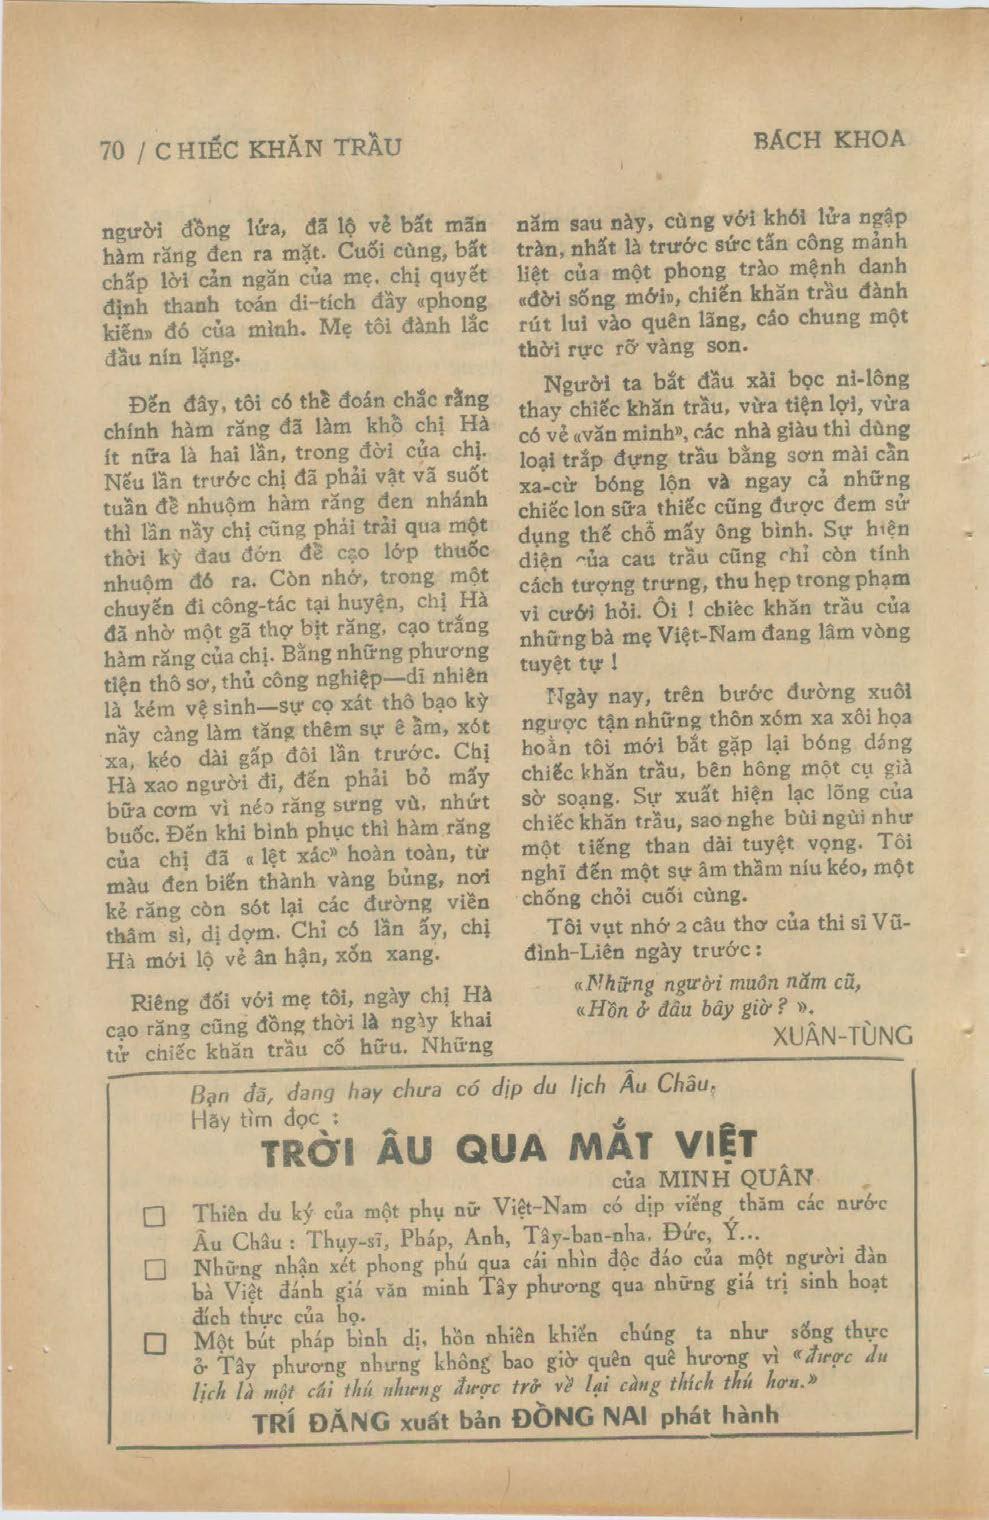 70 / CHIẾC KHĂN TRẦU
BÁCH KHOA
người đồng lứa, đã lộ vẻ bất mãn
hàm răng đen ra mặt. Cuối cùng, bất
chấp lời cản ngăn của mẹ, chị quyết
định thanh toán di-tích đầy «phong
kiến» đó của mình. Mẹ tôi đành lắc
đầu nín lặng.
Đến đây, tôi có thể đoán chắc rằng
chính hàm răng đã làm khổ chị Hà
ít nữa là hai lần, trong đời của chị.
Nếu lần trước chị đã phải vật vã suốt
tuần để nhuộm hàm răng đen nhánh
thì lần nầy chị cũng phải trải qua một
thời kỳ đau đớn để cạo lớp thuốc
nhuộm đó ra. Còn nhớ, trong một
chuyến đi công-tác tại huyện, chị Hà
đã nhờ một gã thợ bịt răng, cạo trắng
hàm răng của chị. Bằng những phương
tiện thô sơ, thủ công nghiệp—dĩ nhiên
là kém vệ sinh—sự cọ xát thô bạo kỳ
nầy càng làm tăng thêm sự ê ẩm, xót
xa, kéo dài gấp đôi lần trước. Chị
Hà xao người đi, đến phải bỏ mấy
bữa cơm vì néo răng sưng vù, nhứt
buốc. Đến khi bình phục thì hàm răng
của chị đã « lệt xác» hoàn toàn, từ
màu đen biến thành vàng bủng, nơi
kẻ răng còn sót lại các đường viền
thâm sì, dị dợm. Chỉ có lần ấy, chị
Hà mới lộ vẻ ân hận, xốn xang.
Riêng đối với mẹ tôi, ngày chị Hà
cạo răng cũng đồng thời là ngày khai
tử chiếc khăn trầu cố hữu. Những
năm sau này, cùng với khói lửa ngập
tràn, nhất là trước sức tấn công mảnh
liệt của một phong trào mệnh danh
«đời sống mới», chiến khăn trầu đành
rút lui vào quên lãng, cáo chung một
thời rực rỡ vàng son.
Người ta bắt đầu xài bọc ni-lông
thay chiếc khăn trầu, vừa tiện lợi, vừa
có vẻ «văn minh», các nhà giàu thì dùng
loại tráp đựng trầu bằng sơn mài cẩn
xa-cừ bóng lộn và ngay cả những
chiếc lon sữa thiếc cũng được đem sử
dụng thế chỗ mấy ông bình. Sự hiện
diện của cau trầu cũng chỉ còn tính
cách tượng trưng, thu hẹp trong phạm
vi cưới hỏi. Ôi ! chiếc khăn trầu của
những bà mẹ Việt-Nam đang lâm vòng
tuyệt tự !
Ngày nay, trên bước đường xuôi
ngược tận những thôn xóm xa xôi họa
hoằn tôi mới bắt gặp lại bóng dáng
chiếc khăn trầu, bên hông một cụ già
sờ soạng. Sự xuất hiện lạc lõng của
chiếc khăn trầu, sao nghe bùi ngùi như
một tiếng than dài tuyệt vọng. Tôi
nghĩ đến một sự âm thầm níu kéo, một
chống chỏi cuối cùng.
Tôi vụt nhớ 2 câu thơ của thi sĩ Vũ-
đình-Liên ngày trước :
«Những người muôn năm cũ,
«Hồn ở đâu bây giờ ? ».
XUÂN-TÙNG
Bạn đã, đang hay chưa có dịp du lịch Âu Châu,
Hãy tìm đọc :
TRỜI ÂU QUA MẮT VIỆT
của MINH QUÂN
Thiên du ký của một phụ nữ Việt-Nam có dịp viếng thăm các nước
Âu Châu : Thụy-sĩ, Pháp, Anh, Tây-ban-nha, Đức, Ý...
Những nhận xét phong phú qua cái nhìn độc đáo của một người đàn
bà Việt đánh giá văn minh Tây phương qua những giá trị sinh hoạt
đích thực của họ.
Một bút pháp bình dị, hồn nhiên khiến chúng ta như sống thực
ở Tây phương nhưng không bao giờ quên quê hương vì «được du
lịch là một cái thú nhưng được trở về lại càng thích thú hơn.»
TRÍ ĐĂNG xuất bản ĐỒNG NAI phát hành